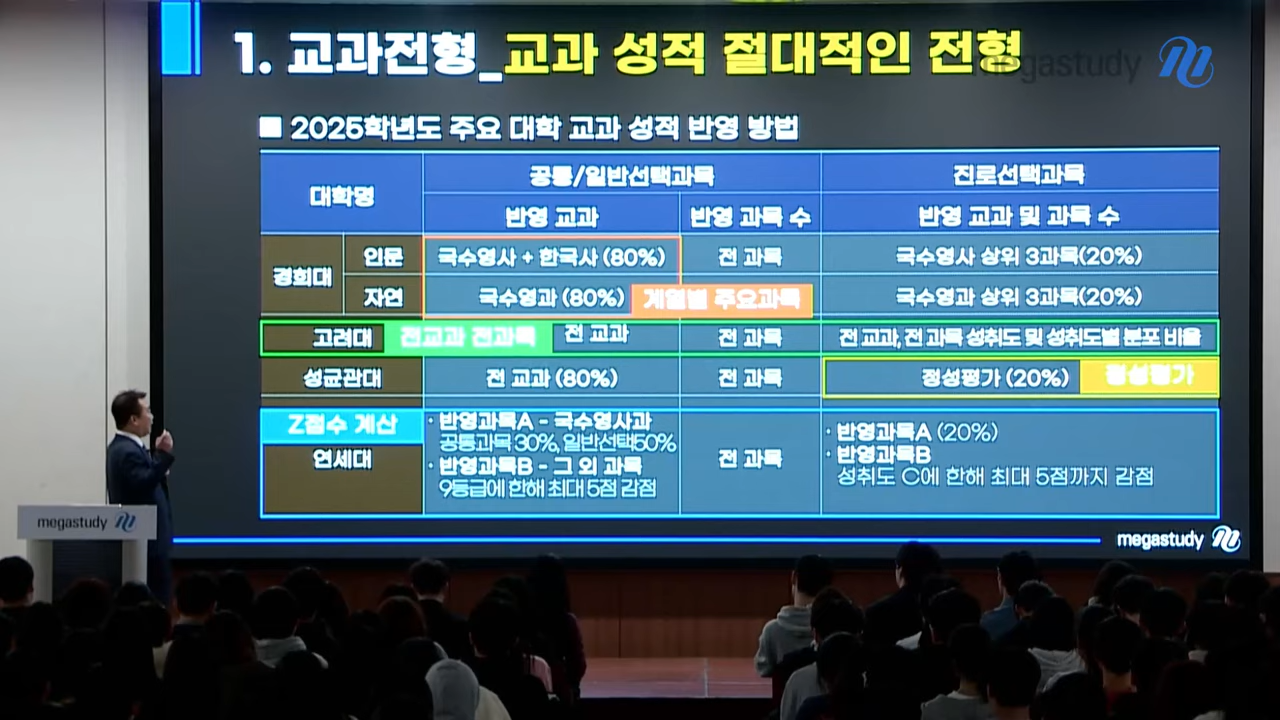 1. 교과전형_교과 성적 절대적인 전형
megastudy
■ 2025학년도 주요 대학 교과 성적 반영 방법
대학명
공통/일반선택과목
진로선택과목
반영 교과
반영 과목 수
반영 교과 및 과목 수
경희대
인문
국수영사 + 한국사 (80%)
전 과목
국수영사 상위 3과목(20%)
자연
국수영과 (80%)
계열별 주요과목
국수영과 상위 3과목(20%)
고려대
전교과 전과목
전 교과
전 과목
전 교과, 전 과목 성취도 및 성취도별 분포 비율
성균관대
전 교과 (80%)
전 과목
정성평가 (20%)
정성평가
Z점수 계산
연세대
· 반영과목A - 국수영사과
공통과목 30%, 일반선택50%
· 반영과목B - 그 외 과목
9등급에 한해 최대 5점 감점
전 과목
· 반영과목A (20%)
· 반영과목B
성취도 C에 한해 최대 5점까지 감점
megastudy
megastudy